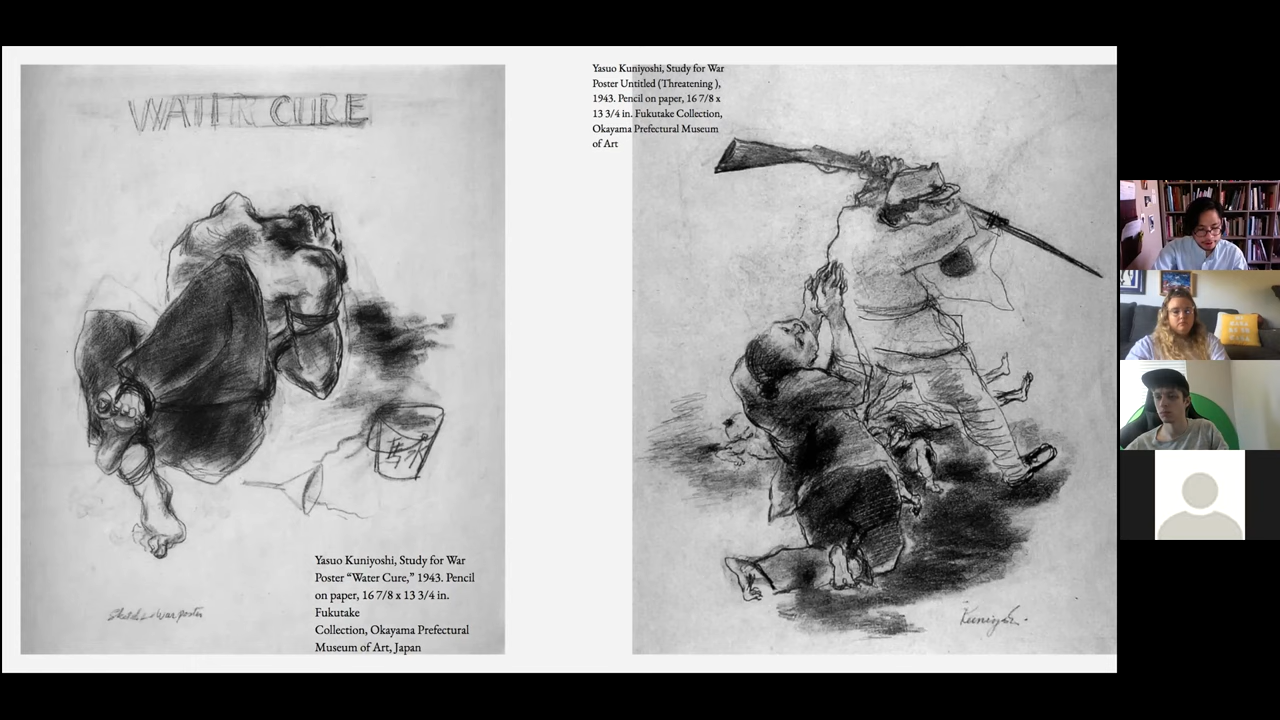 WATER CURE
Yasuo Kuniyoshi, Study for War
Poster “Water Cure,” 1943. Pencil
on paper, 16 7/8 x 13 3/4 in.
Fukutake
Collection, Okayama Prefectural
Museum of Art, Japan
Yasuo Kuniyoshi, Study for War
Poster Untitled (Threatening ),
1943. Pencil on paper, 16 7/8 x
13 3/4 in. Fukutake Collection,
Okayama Prefectural Museum
of Art
Kuniyoshi